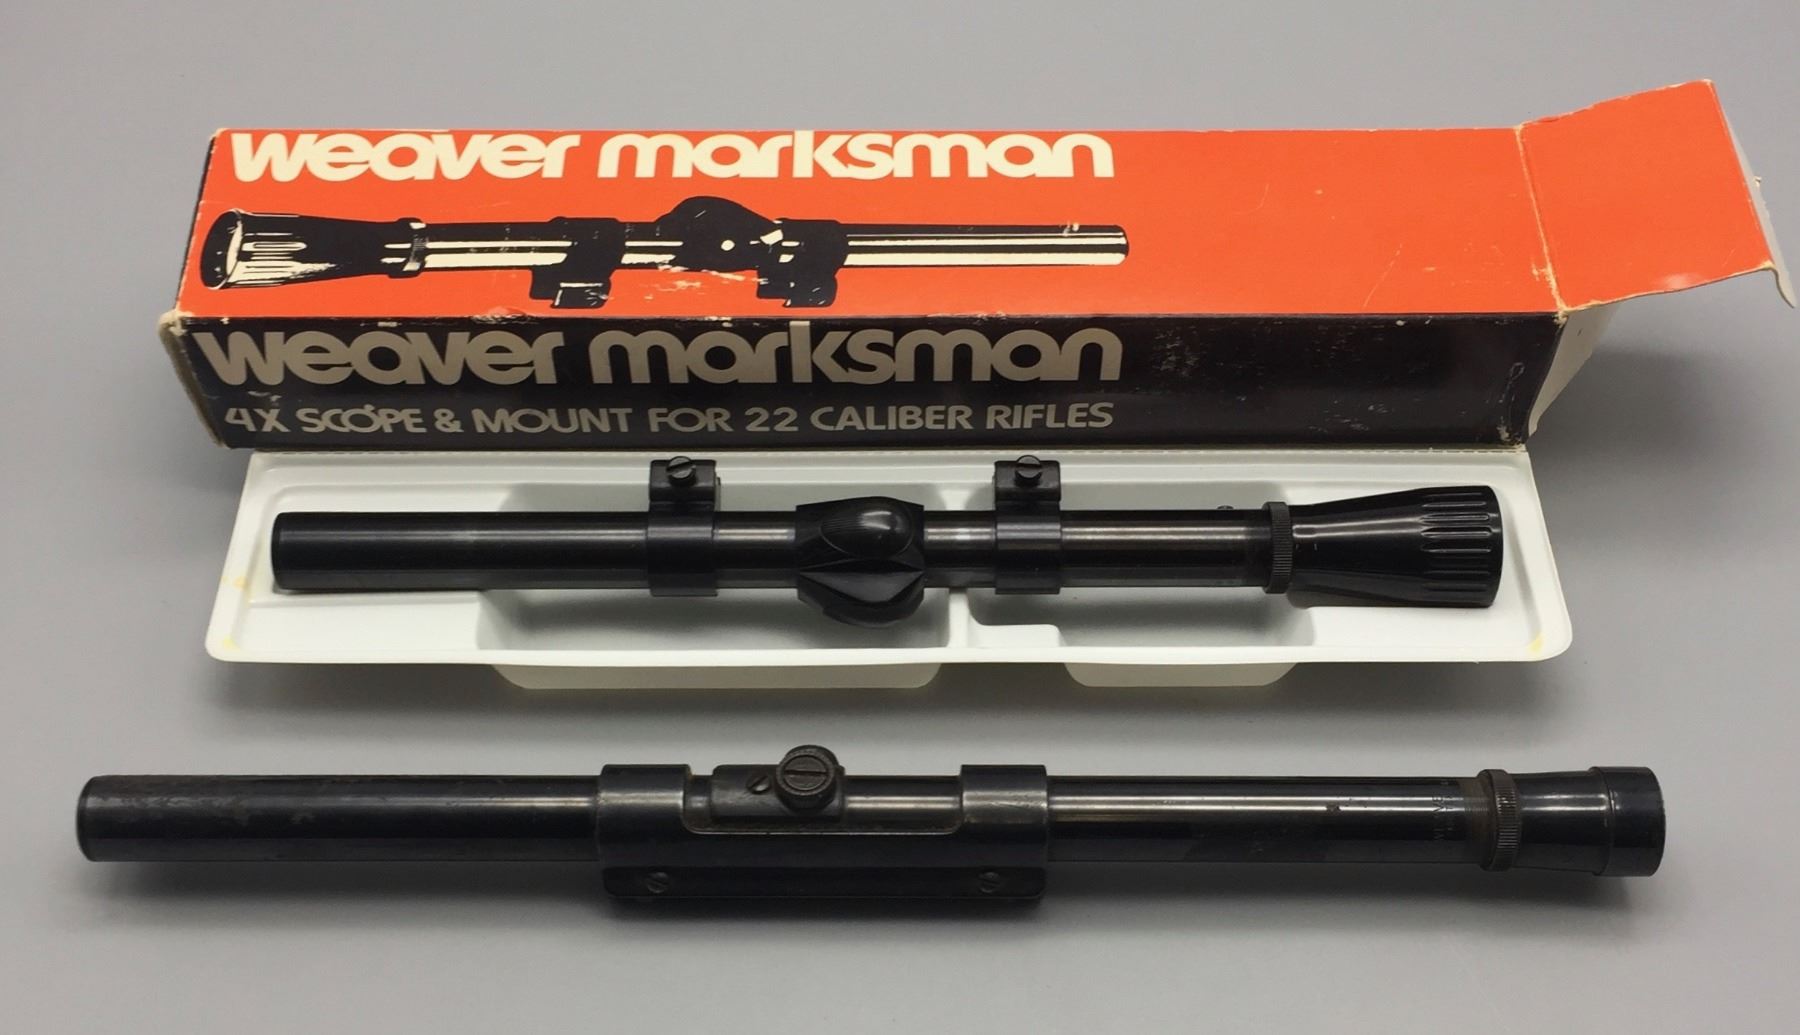 weaver marksman
weaver marksman
4X SCOPE & MOUNT FOR 22 CALIBER RIFLES